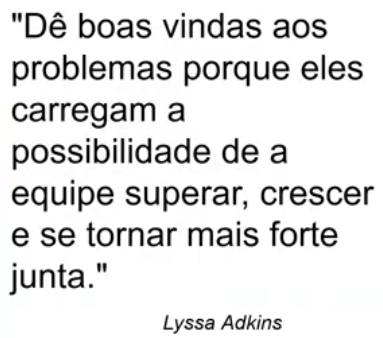 "Dê boas vindas aos
problemas porque eles
carregam a
possibilidade de a
equipe superar, crescer
e se tornar mais forte
junta."
Lyssa Adkins